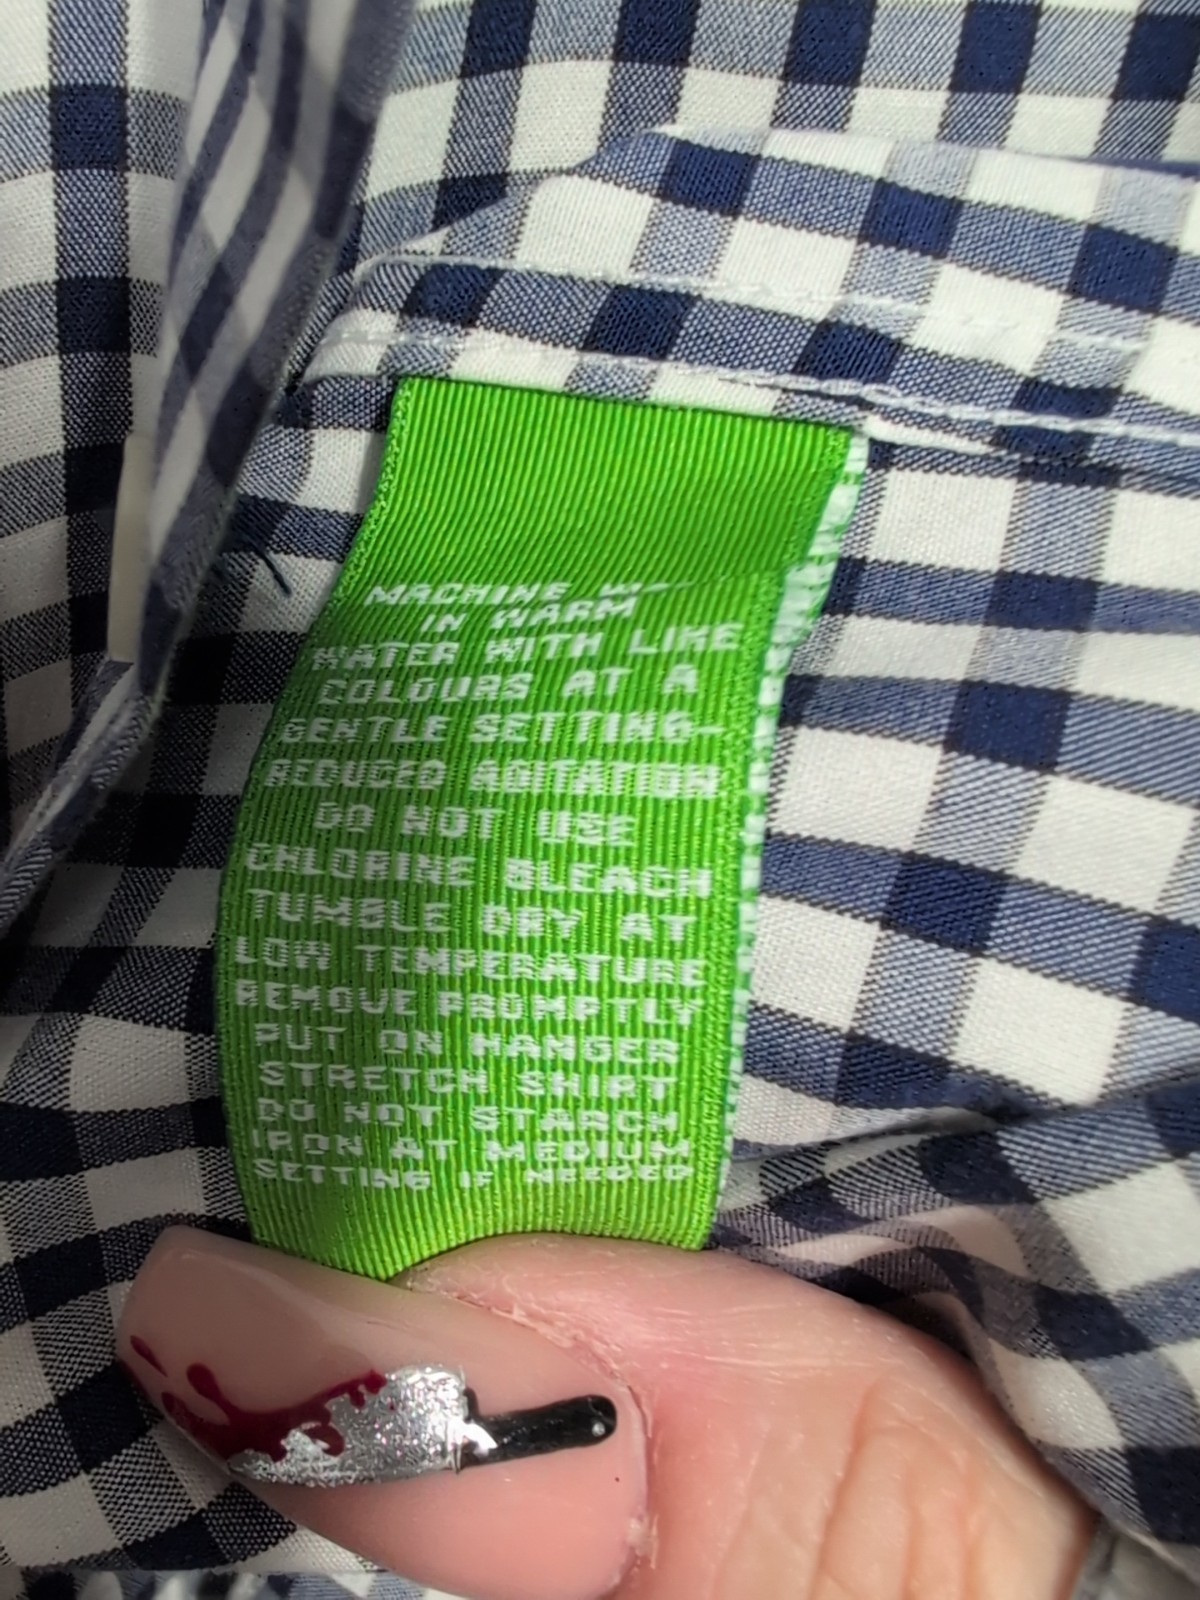 MACHINE
IN WARM
WATER WITH LIKE
COLOURS AT A
GENTLE SETTING-
REDUCED AGITATION
DO NOT USE
CHLORINE BLEACH
TUMBLE DRY AT
LOW TEMPERATURE
REMOVE PROMPTLY
PUT ON HANGER
STRETCH SHIRT
DO NOT STARCH
IRON AT MEDIUM
SETTING IF NEEDED